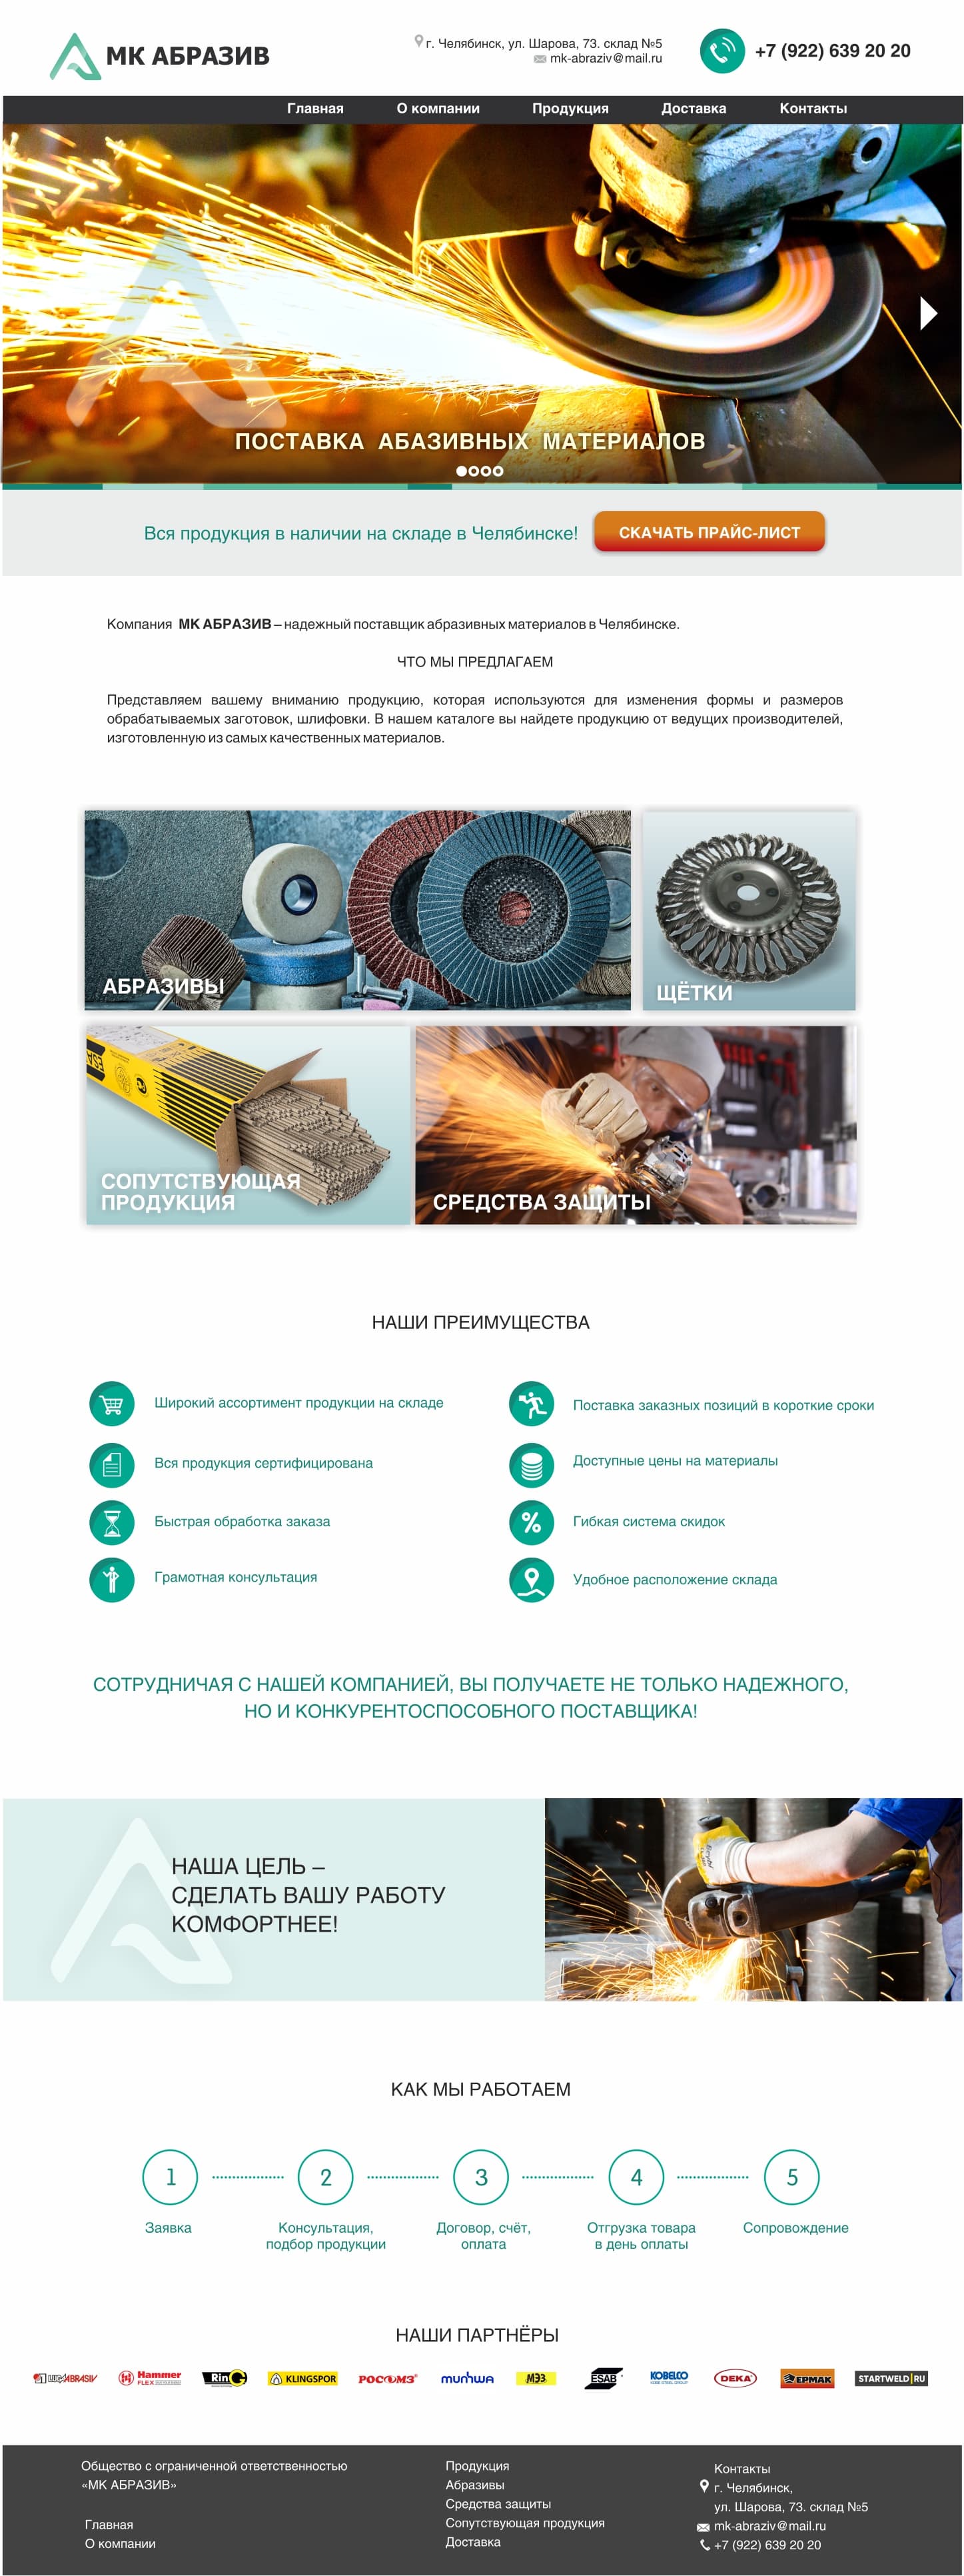 МК АБРАЗИВ
г. Челябинск, ул. Шарова, 73. склад №5
mk-abraziv@mail.ru
+7 (922) 639 20 20
Главная О компании Продукция Доставка Контакты
ПОСТАВКА АБАЗИВНЫХ МАТЕРИАЛОВ
Вся продукция в наличии на складе в Челябинске!
СКАЧАТЬ ПРАЙС-ЛИСТ
Компания МК АБРАЗИВ – надежный поставщик абразивных материалов в Челябинске.
ЧТО МЫ ПРЕДЛАГАЕМ
Представляем вашему вниманию продукцию, которая используются для изменения формы и размеров
обрабатываемых заготовок, шлифовки. В нашем каталоге вы найдете продукцию от ведущих производителей,
изготовленную из самых качественных материалов.
АБРАЗИВЫ
ЩЁТКИ
СОПУТСТВУЮЩАЯ
ПРОДУКЦИЯ
СРЕДСТВА ЗАЩИТЫ
НАШИ ПРЕИМУЩЕСТВА
Широкий ассортимент продукции на складе
Поставка заказных позиций в короткие сроки
Вся продукция сертифицирована
Доступные цены на материалы
Быстрая обработка заказа
%
Гибкая система скидок
Грамотная консультация
Удобное расположение склада
СОТРУДНИЧАЯ С НАШЕЙ КОМПАНИЕЙ, ВЫ ПОЛУЧАЕТЕ НЕ ТОЛЬКО НАДЕЖНОГО,
НО И КОНКУРЕНТОСПОСОБНОГО ПОСТАВЩИКА!
НАША ЦЕЛЬ –
СДЕЛАТЬ ВАШУ РАБОТУ
КОМФОРТНЕЕ!
КАК МЫ РАБОТАЕМ
1 2 3 4 5
Заявка
Консультация,
подбор продукции
Договор, счёт,
оплата
Отгрузка товара
в день оплаты
Сопровождение
НАШИ ПАРТНЁРЫ
LUGAABRASIV
Hammer
FLEX
RinG
KLINGSPOR
РОСОМЗ
МЭЗ
ESAB
KOBELCO
KOBE STEEL GROUP
DEKA
ЕРМАК
STARTWELD|RU
Общество с ограниченной ответственностью
«МК АБРАЗИВ»
Главная
О компании
Продукция
Абразивы
Средства защиты
Сопутствующая продукция
Доставка
Контакты
г. Челябинск,
ул. Шарова, 73. склад №5
mk-abraziv@mail.ru
+7 (922) 639 20 20